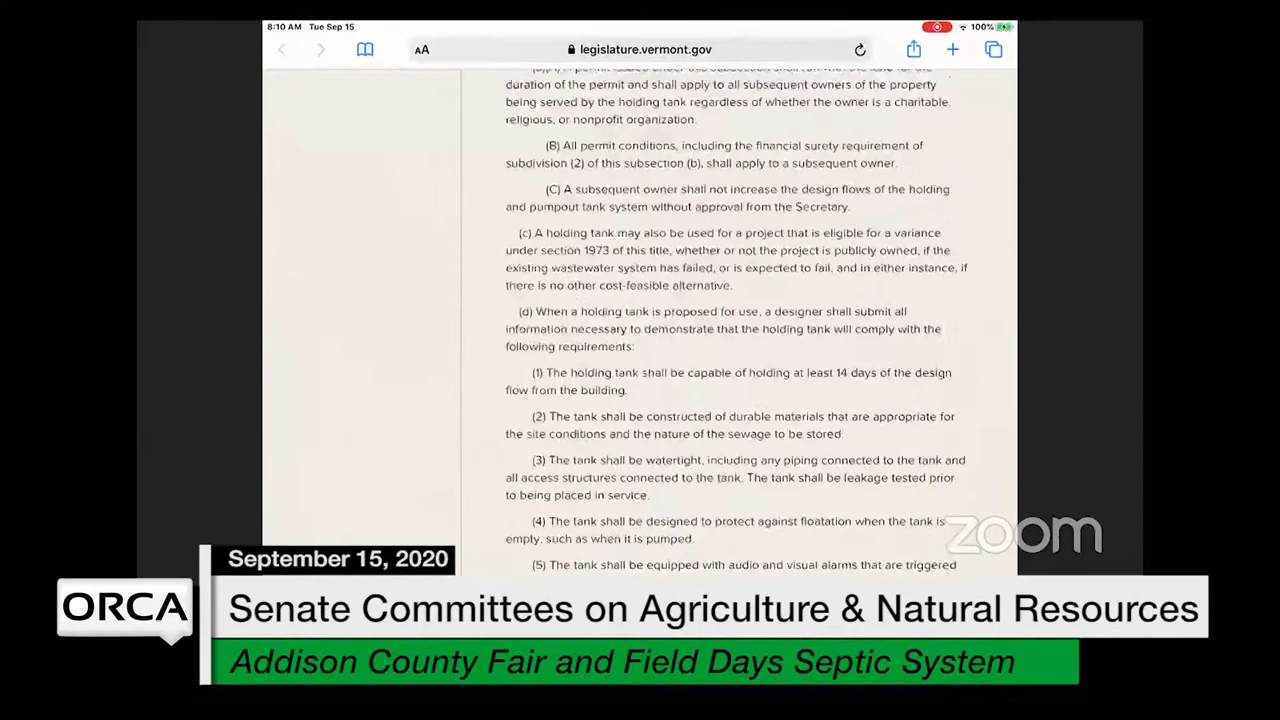 8:10 AM Tue Sep 15
100%
AA
legislature.vermont.gov
duration of the permit and shall apply to all subsequent owners of the property
being served by the holding tank regardless of whether the owner is a charitable,
religious, or nonprofit organization.
(B) All permit conditions, including the financial surety requirement of
subdivision (2) of this subsection (b), shall apply to a subsequent owner.
(C) A subsequent owner shall not increase the design flows of the holding
and pumpout tank system without approval from the Secretary.
(c) A holding tank may also be used for a project that is eligible for a variance
under section 1973 of this title, whether or not the project is publicly owned, if the
existing wastewater system has failed, or is expected to fail, and in either instance, if
there is no other cost-feasible alternative.
(d) When a holding tank is proposed for use, a designer shall submit all
information necessary to demonstrate that the holding tank will comply with the
following requirements:
(1) The holding tank shall be capable of holding at least 14 days of the design
flow from the building.
(2) The tank shall be constructed of durable materials that are appropriate for
the site conditions and the nature of the sewage to be stored.
(3) The tank shall be watertight, including any piping connected to the tank and
all access structures connected to the tank. The tank shall be leakage tested prior
to being placed in service.
(4) The tank shall be designed to protect against floatation when the tank is
empty, such as when it is pumped.
(5) The tank shall be equipped with audio and visual alarms that are triggered
zoom
September 15, 2020
ORCA
Senate Committees on Agriculture & Natural Resources
Addison County Fair and Field Days Septic System